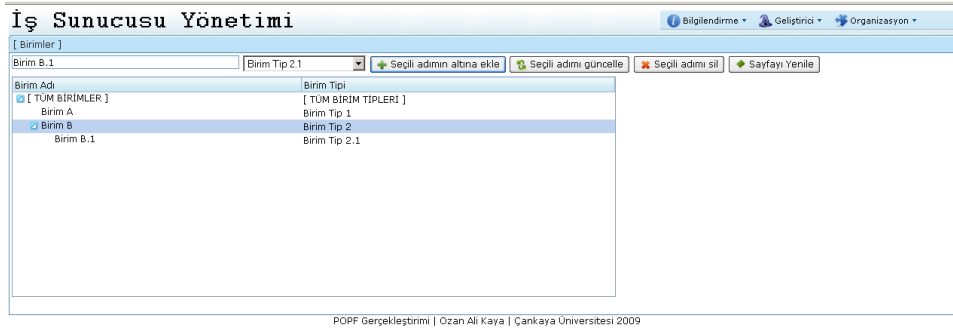 İş Sunucusu Yönetimi
Bilgilendirme Geliştirici Organizasyon
[ Birimler ]
Birim B.1 Birim Tip 2.1 Seçili adımın altına ekle Seçili adımı güncelle Seçili adımı sil Sayfayı Yenile
Birim Adı Birim Tipi
[ TÜM BİRİMLER ] [ TÜM BİRİM TİPLERİ ]
Birim A Birim Tip 1
Birim B Birim Tip 2
Birim B.1 Birim Tip 2.1
POPF Gerçekleştirimi | Ozan Ali Kaya | Çankaya Üniversitesi 2009